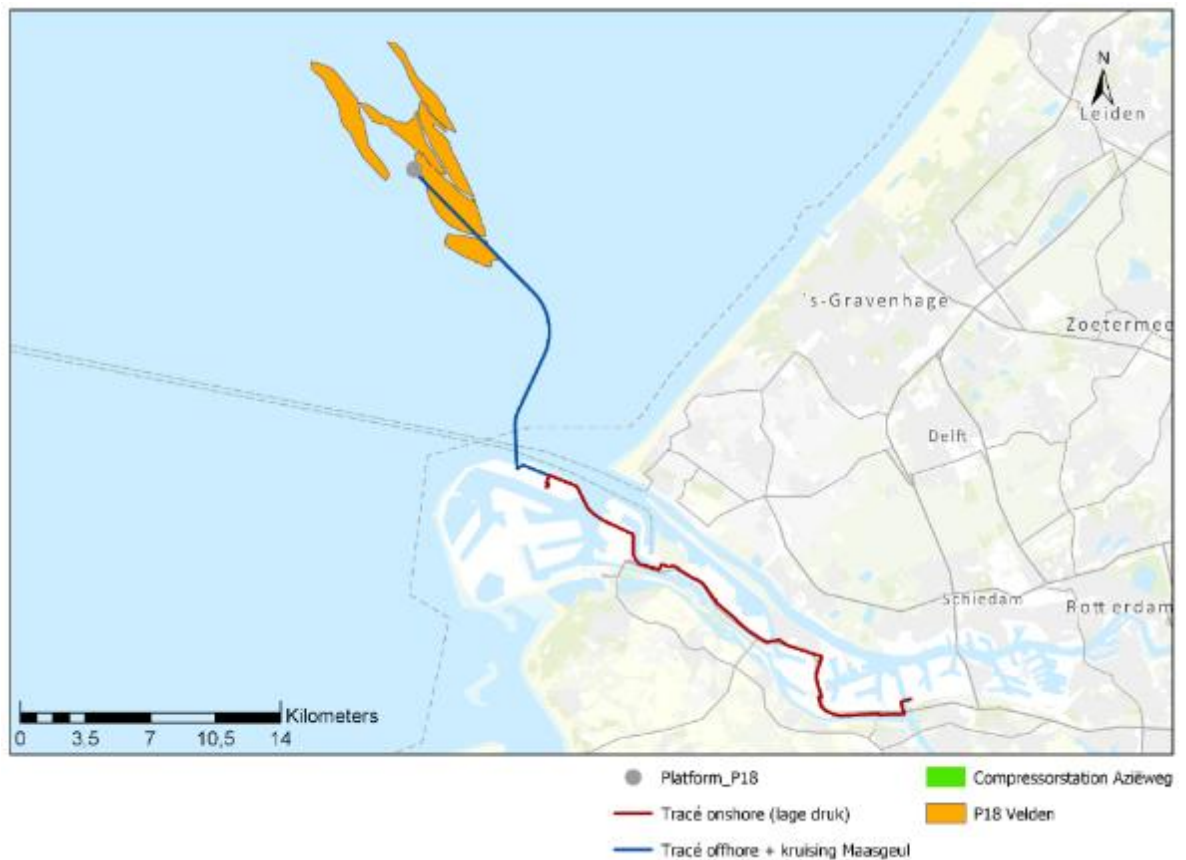 N
Leiden
's-Gravenhage
Zoetermee
Delft
Schiedam
Rotterdam
Kilometers
0 3,5 7 10,5 14
Platform_P18
Compressorstation Aziëweg
Tracé onshore (lage druk)
P18 Velden
Tracé offhore + kruising Maasgeul